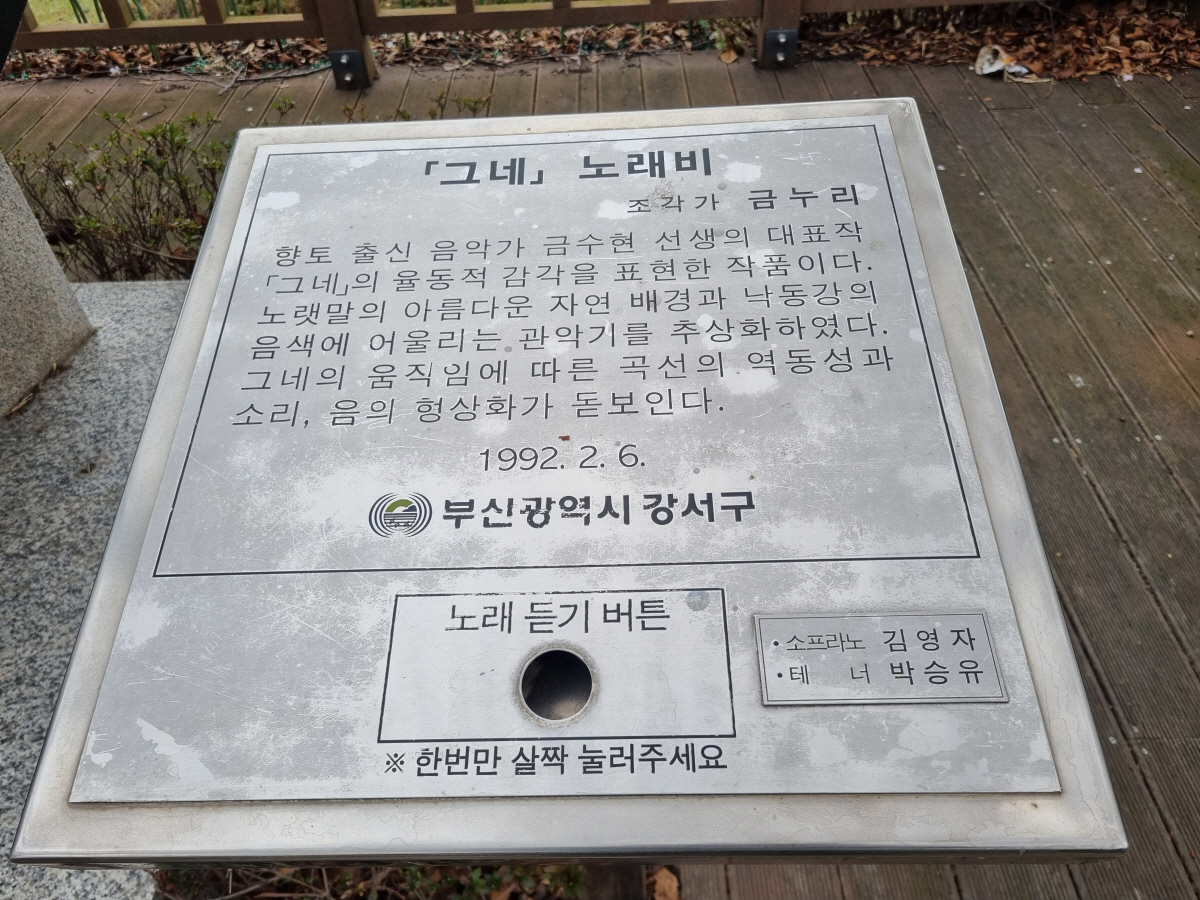 「그네」 노래비
조각가 금누리
향토 출신 음악가 금수현 선생의 대표작
「그네」의 율동적 감각을 표현한 작품이다.
노랫말의 아름다운 자연 배경과 낙동강의
음색에 어울리는 관악기를 추상화하였다.
그네의 움직임에 따른 곡선의 역동성과
소리, 음의 형상화가 돋보인다.
1992. 2. 6.
부산광역시 강서구
노래 듣기 버튼
• 소프라노 김영자
• 테 너 박승유
※ 한번만 살짝 눌러주세요